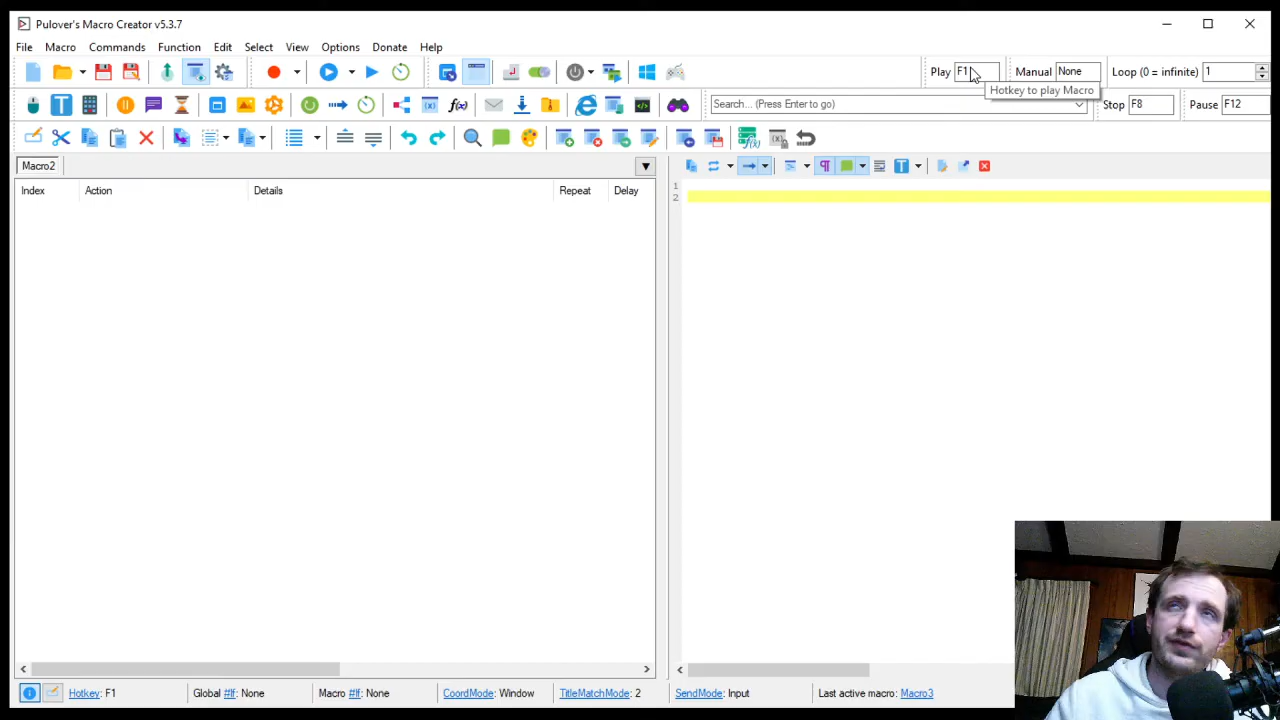 Pulover's Macro Creator v5.3.7
File Macro Commands Function Edit Select View Options Donate Help
Play F1 Manual None Loop (0 = infinite) 1
Hotkey to play Macro
Search... (Press Enter to go) Stop F8 Pause F12
Macro2
Index Action Details Repeat Delay
1
2
Hotkey: F1 Global #If: None Macro #If: None CoordMode: Window TitleMatchMode: 2 SendMode: Input Last active macro: Macro3